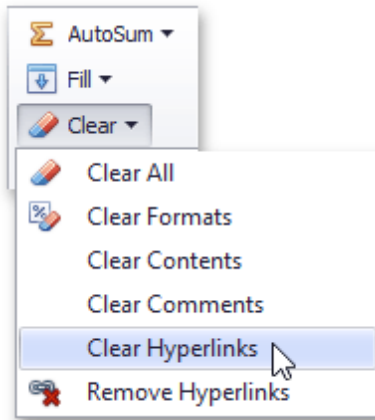 AutoSum
Fill
Clear
Clear All
Clear Formats
Clear Contents
Clear Comments
Clear Hyperlinks
Remove Hyperlinks